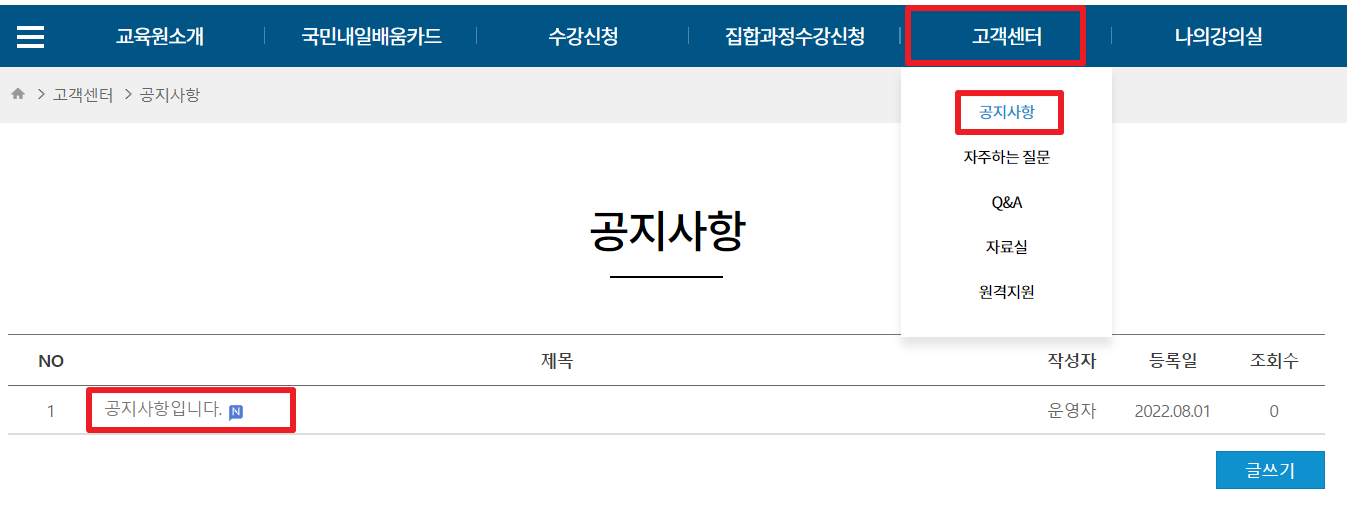 교육원소개 국민내일배움카드 수강신청 집합과정수강신청 고객센터 나의강의실
> 고객센터 > 공지사항
공지사항
자주하는 질문
Q&A
자료실
원격지원
공지사항
NO 제목 작성자 등록일 조회수
1 공지사항입니다. N 운영자 2022.08.01 0
글쓰기